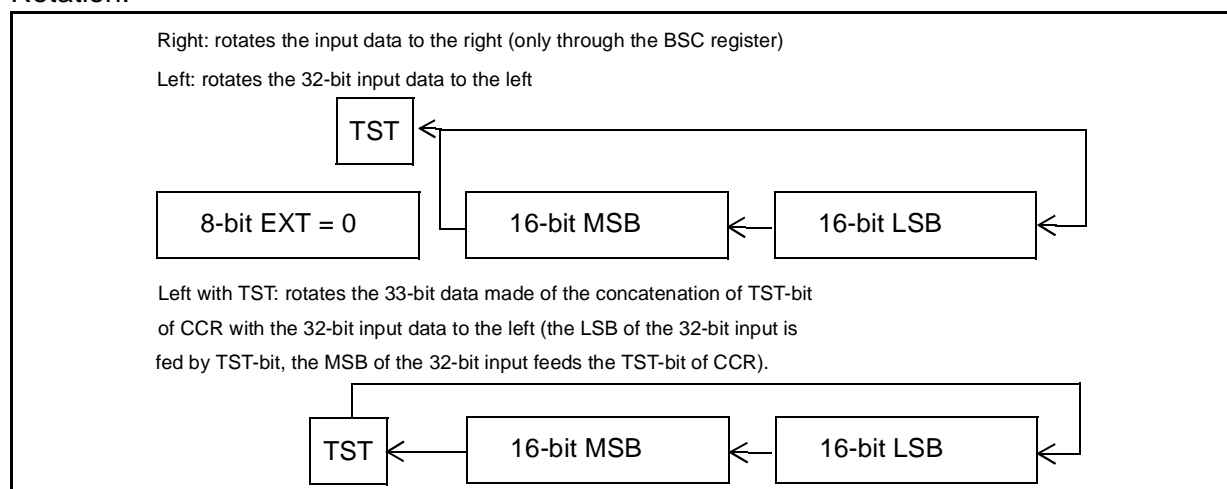 Rotation:
Right: rotates the input data to the right (only through the BSC register)
Left: rotates the 32-bit input data to the left
TST
8-bit EXT = 0
16-bit MSB
16-bit LSB
Left with TST: rotates the 33-bit data made of the concatenation of TST-bit
of CCR with the 32-bit input data to the left (the LSB of the 32-bit input is
fed by TST-bit, the MSB of the 32-bit input feeds the TST-bit of CCR).
TST
16-bit MSB
16-bit LSB